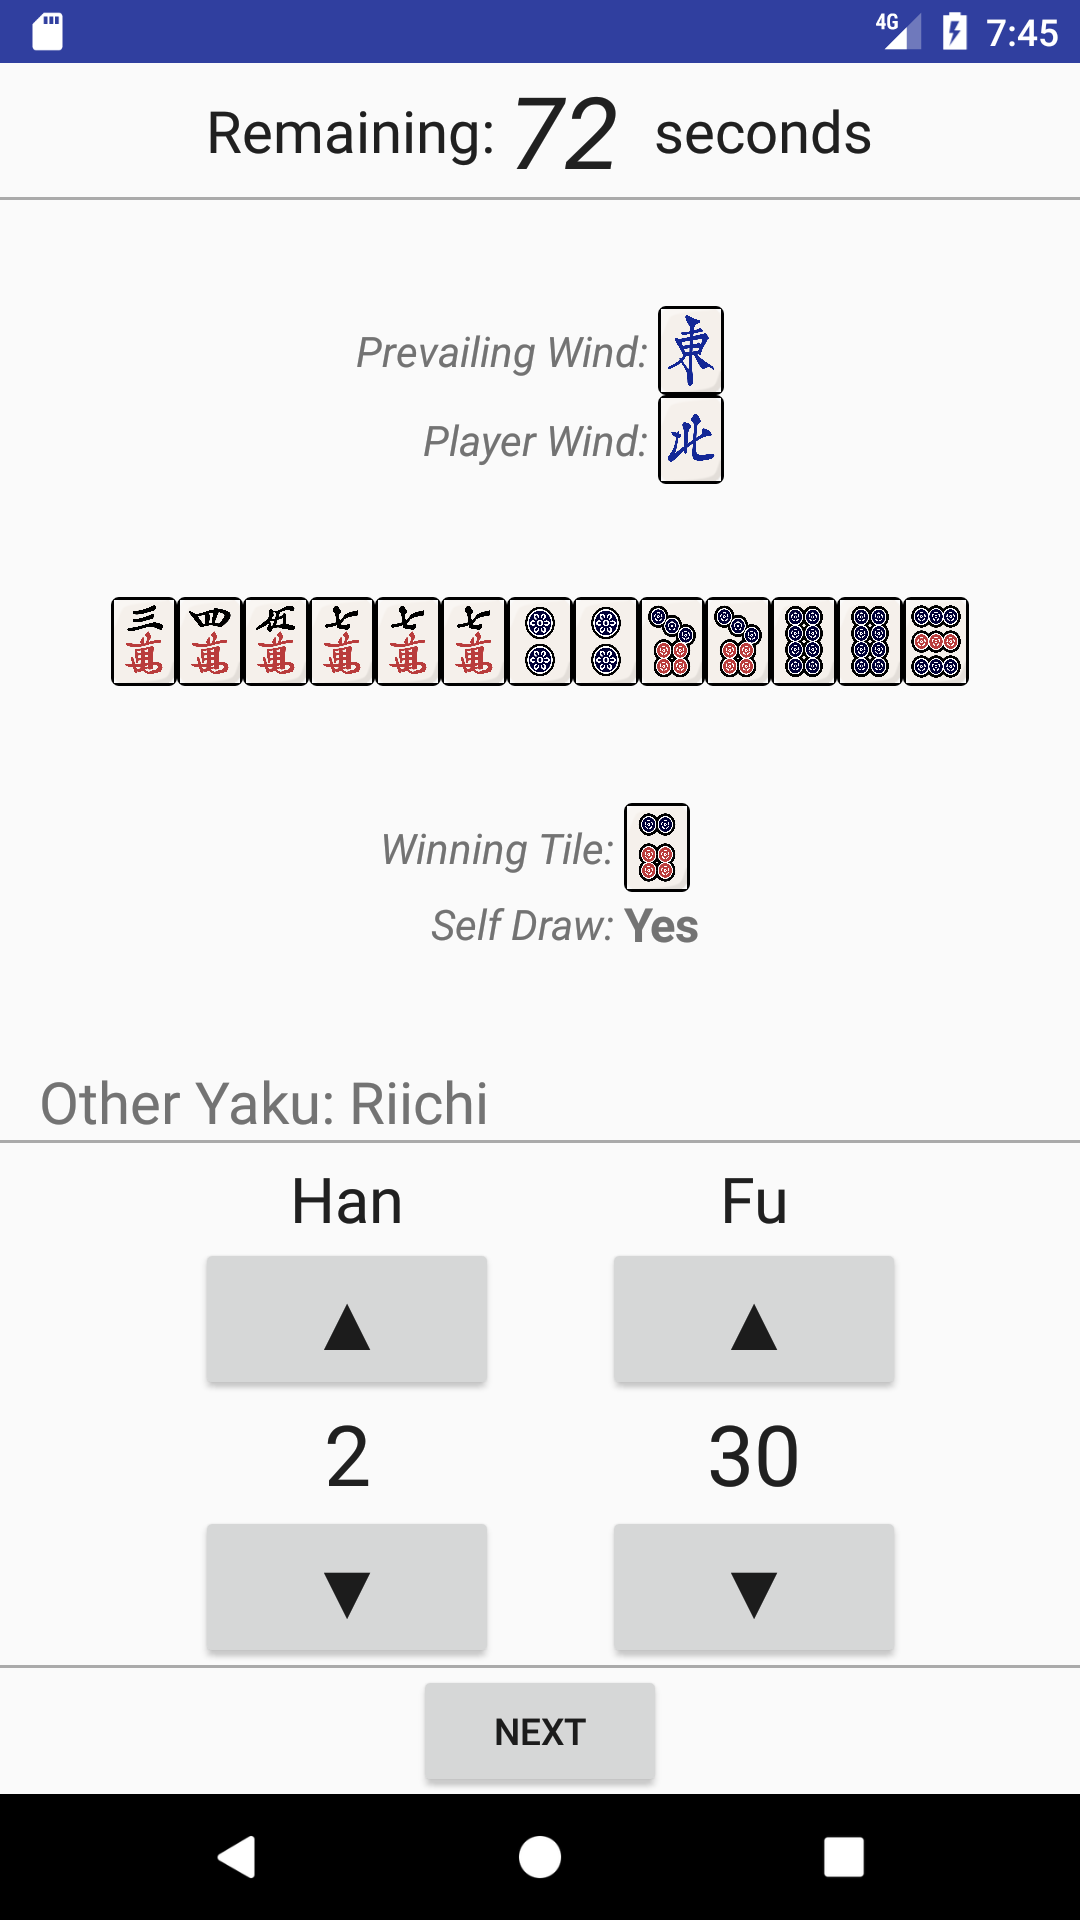 4G 7:45
Remaining: 72 seconds
Prevailing Wind: 東
Player Wind: 北
三萬 四萬 伍萬 七萬 七萬 七萬
Winning Tile:
Self Draw: Yes
Other Yaku: Riichi
Han Fu
▲ ▲
2 30
▼ ▼
NEXT